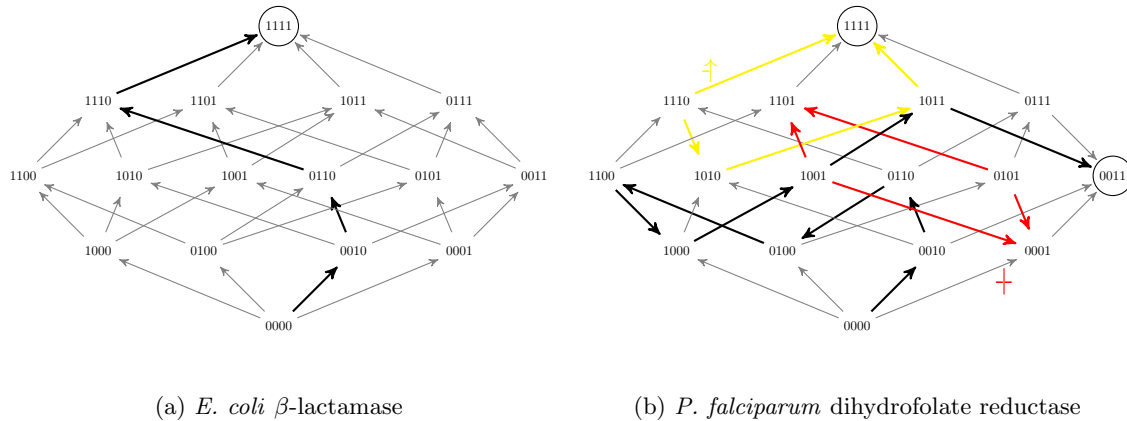 1111 1111
1110 1101 1011 0111 1110 1101 1011 0111
1100 1010 1001 0110 0101 0011 1100 1010 1001 0110 0101 0011
1000 0100 0010 0001 1000 0100 0010 0001
0000 0000
(a) E. coli β-lactamase (b) P. falciparum dihydrofolate reductase